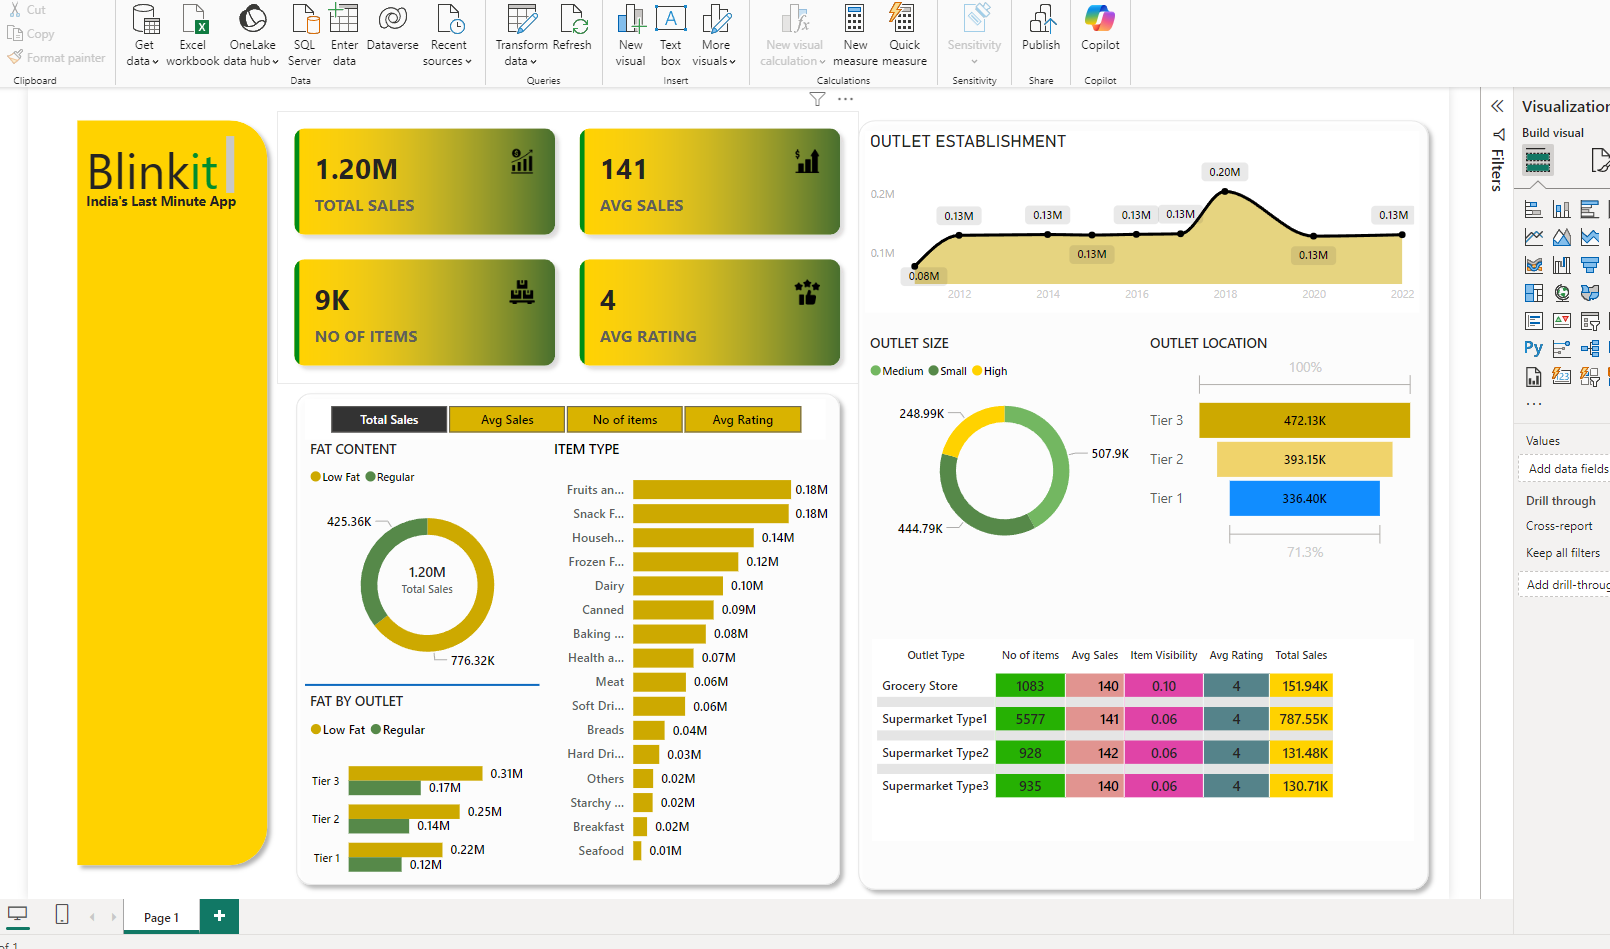 Cut
Copy
Format painter
Clipboard
Get data
Excel workbook
OneLake data hub
SQL Server
Enter data
Dataverse
Recent sources
Data
Transform data
Refresh
Queries
New visual
Text box
More visuals
Insert
New visual calculation
New measure
Quick measure
Calculations
Sensitivity
Sensitivity
Publish
Share
Copilot
Copilot
Blinkit
India's Last Minute App
1.20M
TOTAL SALES
141
AVG SALES
9K
NO OF ITEMS
4
AVG RATING
Total Sales
Avg Sales
No of items
Avg Rating
FAT CONTENT
Low Fat Regular
425.36K
1.20M
Total Sales
776.32K
FAT BY OUTLET
Low Fat Regular
Tier 3 0.31M
0.17M
Tier 2 0.25M
0.14M
Tier 1 0.22M
0.12M
ITEM TYPE
Fruits an... 0.18M
Snack F... 0.18M
Househ... 0.14M
Frozen F... 0.12M
Dairy 0.10M
Canned 0.09M
Baking ... 0.08M
Health a... 0.07M
Meat 0.06M
Soft Dri... 0.06M
Breads 0.04M
Hard Dri... 0.03M
Others 0.02M
Starchy ... 0.02M
Breakfast 0.02M
Seafood 0.01M
OUTLET ESTABLISHMENT
0.2M
0.1M
0.08M
0.13M
0.13M
0.13M
0.13M
0.13M
0.20M
0.13M
0.13M
2012 2014 2016 2018 2020 2022
OUTLET SIZE
Medium Small High
248.99K
507.9K
444.79K
OUTLET LOCATION
100%
Tier 3 472.13K
Tier 2 393.15K
Tier 1 336.40K
71.3%
Outlet Type No of items Avg Sales Item Visibility Avg Rating Total Sales
Grocery Store 1083 140 0.10 4 151.94K
Supermarket Type1 5577 141 0.06 4 787.55K
Supermarket Type2 928 142 0.06 4 131.48K
Supermarket Type3 935 140 0.06 4 130.71K
Filters
Visualization
Build visual
Py
123
Values
Add data fields
Drill through
Cross-report
Keep all filters
Add drill-throug
Page 1
of 1